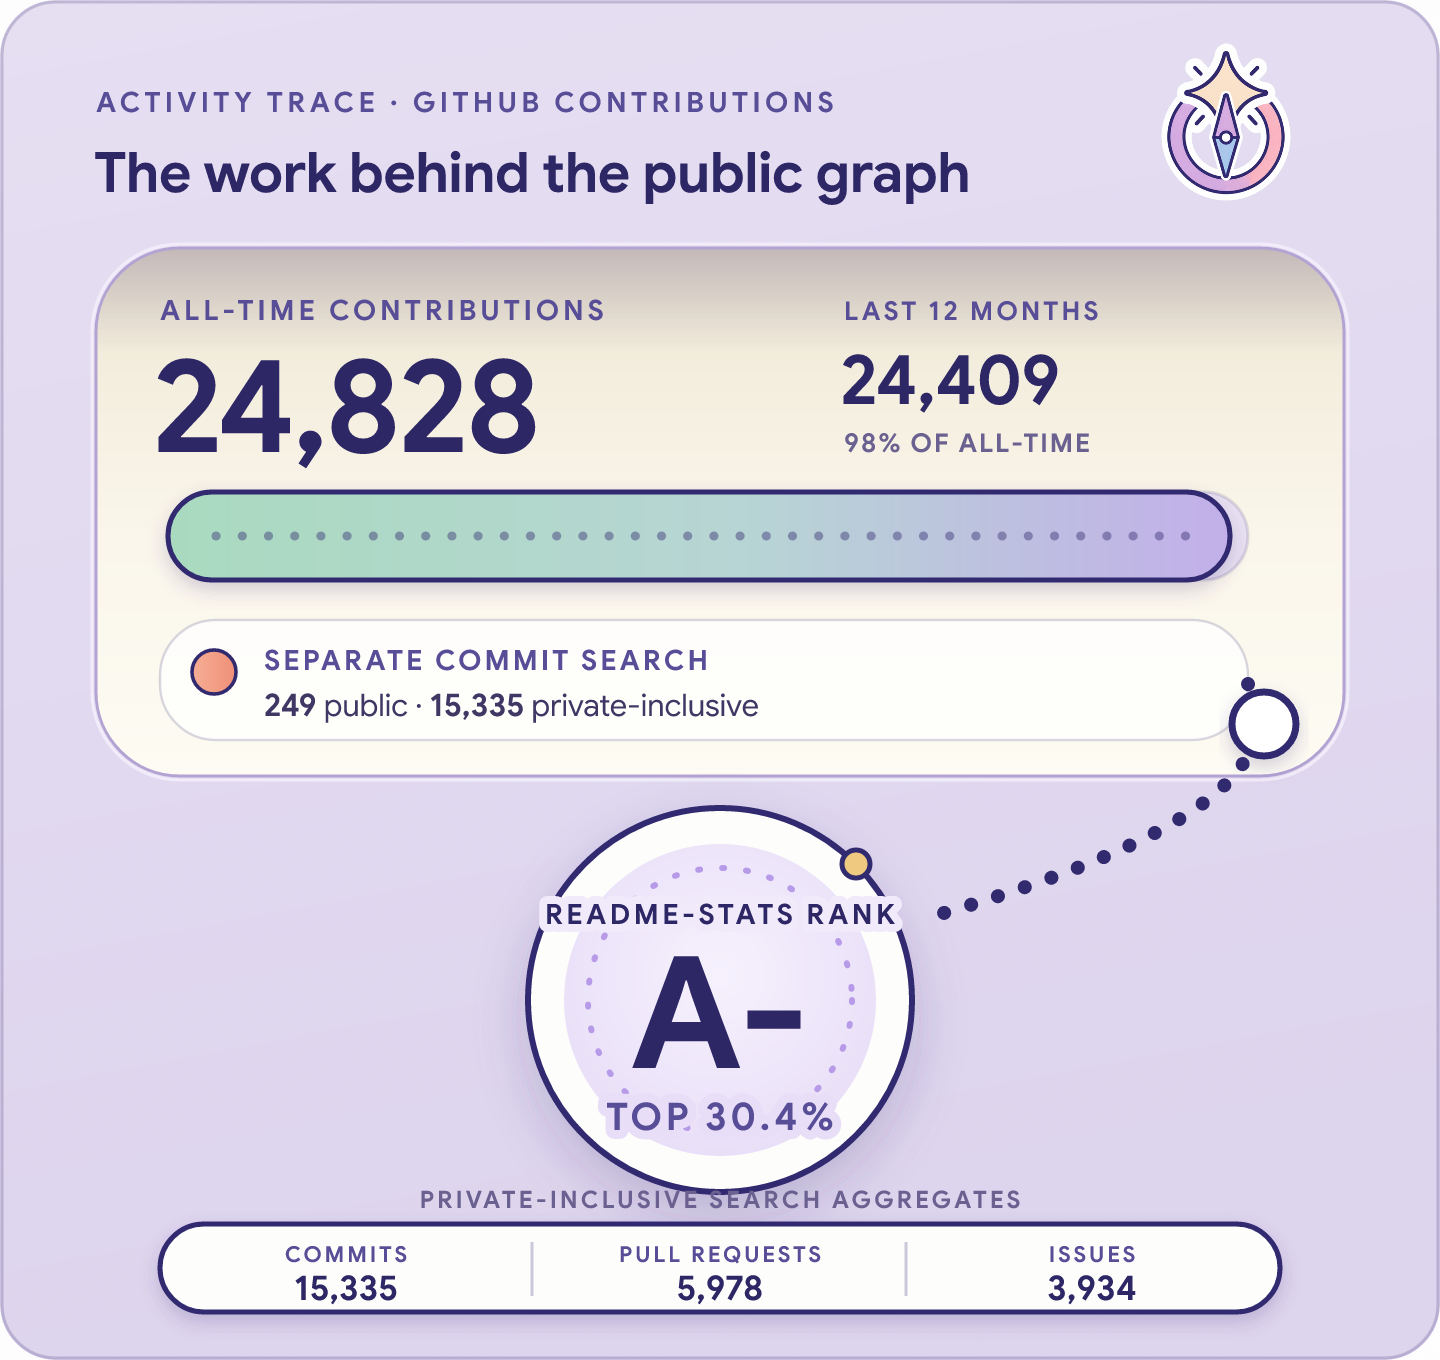 ACTIVITY TRACE · GITHUB CONTRIBUTIONS
The work behind the public graph
ALL-TIME CONTRIBUTIONS
24,828
LAST 12 MONTHS
24,409
98% OF ALL-TIME
SEPARATE COMMIT SEARCH
249 public · 15,335 private-inclusive
README-STATS RANK
A-
TOP 30.4%
PRIVATE-INCLUSIVE SEARCH AGGREGATES
COMMITS
15,335
PULL REQUESTS
5,978
ISSUES
3,934